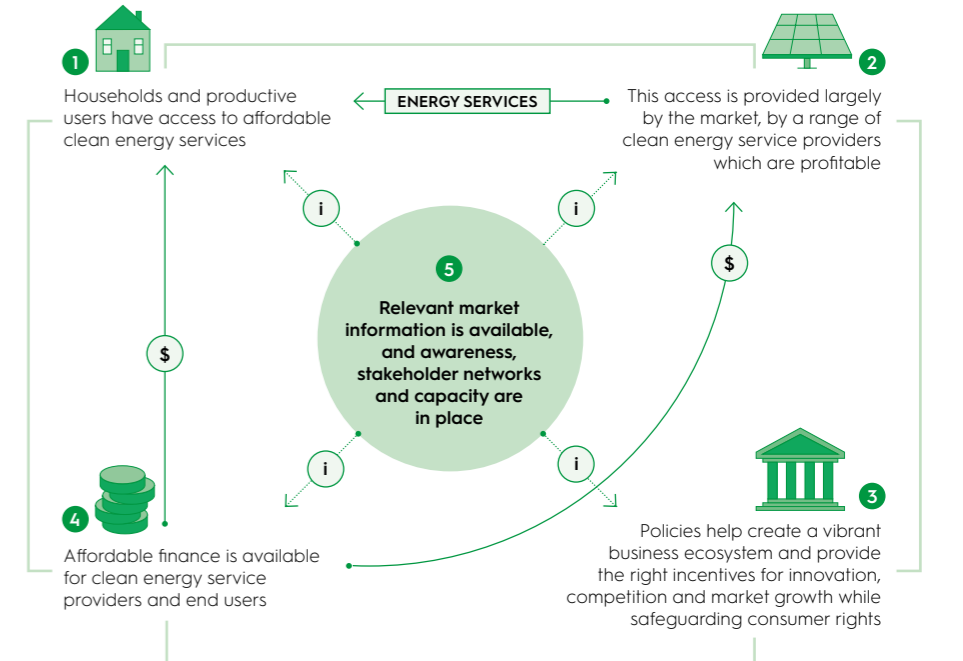 1
Households and productive
users have access to affordable
clean energy services
ENERGY SERVICES
2
This access is provided largely
by the market, by a range of
clean energy service providers
which are profitable
i
i
$
5
Relevant market
information is available,
and awareness,
stakeholder networks
and capacity are
in place
$
i
i
4
Affordable finance is available
for clean energy service
providers and end users
3
Policies help create a vibrant
business ecosystem and provide
the right incentives for innovation,
competition and market growth while
safeguarding consumer rights